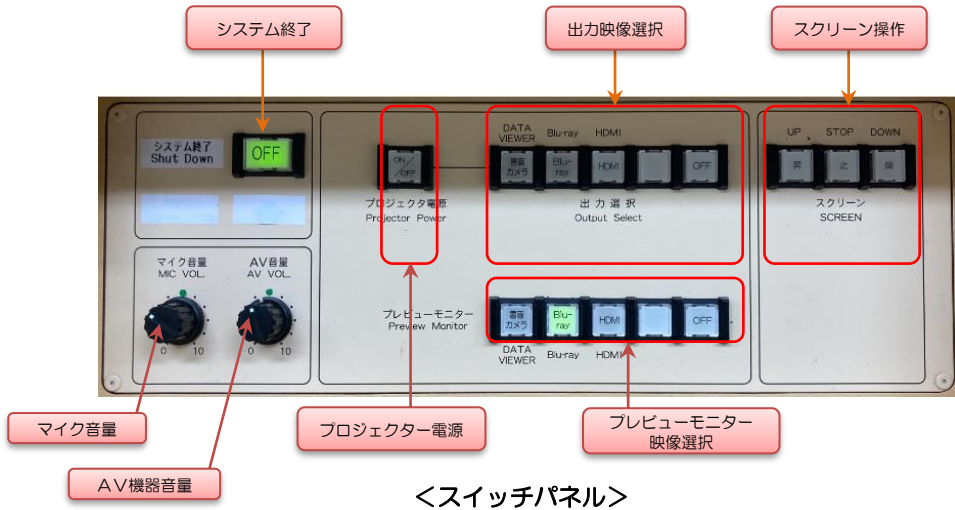 システム終了
出力映像選択
スクリーン操作
システム終了
Shut Down
OFF
ON/
/OFF
プロジェクタ電源
Projector Power
DATA
VIEWER
Blu-ray
HDMI
書画
カメラ
Blu-
ray
HDMI
OFF
出力選択
Output Select
UP
STOP
DOWN
昇
止
降
スクリーン
SCREEN
マイク音量
MIC VOL.
0
10
AV音量
AV VOL.
0
10
プレビューモニター
Preview Monitor
書画
カメラ
Blu-
ray
HDMI
OFF
DATA
VIEWER
Blu-ray
HDMI
マイク音量
AV機器音量
プロジェクター電源
プレビューモニター
映像選択
＜スイッチパネル＞